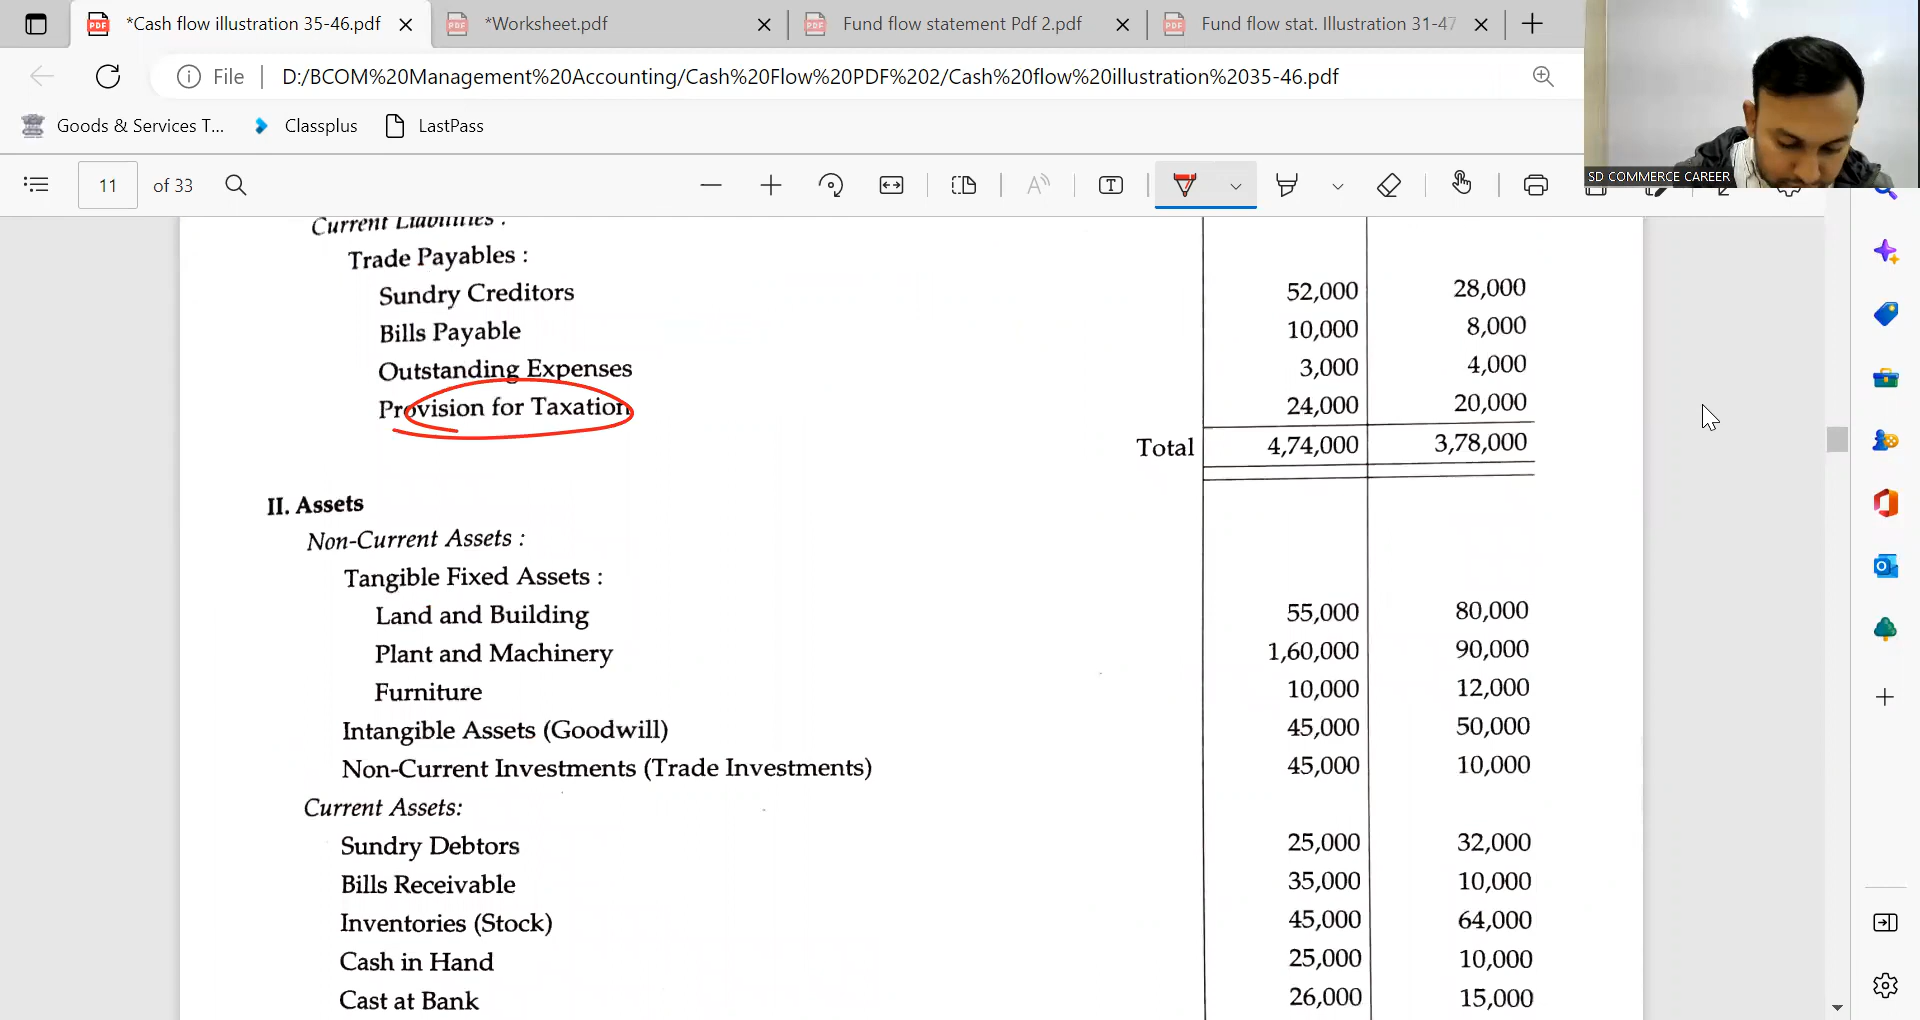 *Cash flow illustration 35-46.pdf *Worksheet.pdf Fund flow statement Pdf 2.pdf Fund flow stat. Illustration 31-47
File D:/BCOM%20Management%20Accounting/Cash%20Flow%20PDF%202/Cash%20flow%20illustration%2035-46.pdf
Goods & Services T... Classplus LastPass
11 of 33
SD COMMERCE CAREER
Current Liabilities :
Trade Payables :
Sundry Creditors 52,000 28,000
Bills Payable 10,000 8,000
Outstanding Expenses 3,000 4,000
Provision for Taxation 24,000 20,000
Total 4,74,000 3,78,000
II. Assets
Non-Current Assets :
Tangible Fixed Assets :
Land and Building 55,000 80,000
Plant and Machinery 1,60,000 90,000
Furniture 10,000 12,000
Intangible Assets (Goodwill) 45,000 50,000
Non-Current Investments (Trade Investments) 45,000 10,000
Current Assets:
Sundry Debtors 25,000 32,000
Bills Receivable 35,000 10,000
Inventories (Stock) 45,000 64,000
Cash in Hand 25,000 10,000
Cast at Bank 26,000 15,000